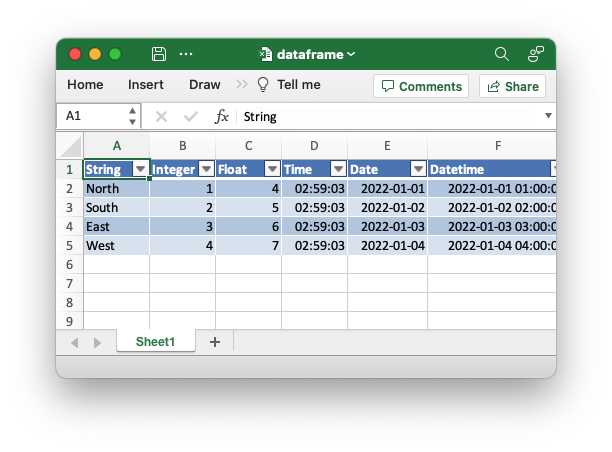 dataframe
Home Insert Draw Tell me Comments Share
A1 fx String
A B C D E F
1 String Integer Float Time Date Datetime
2 North 1 4 02:59:03 2022-01-01 2022-01-01 01:00:0
3 South 2 5 02:59:03 2022-01-02 2022-01-02 02:00:0
4 East 3 6 02:59:03 2022-01-03 2022-01-03 03:00:0
5 West 4 7 02:59:03 2022-01-04 2022-01-04 04:00:0
6
7
8
9
Sheet1 +